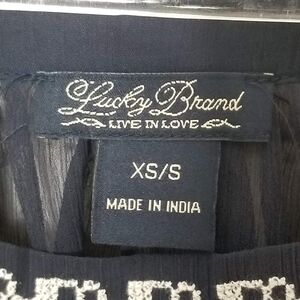 Lucky Brand
LIVE IN LOVE
XS/S
MADE IN INDIA